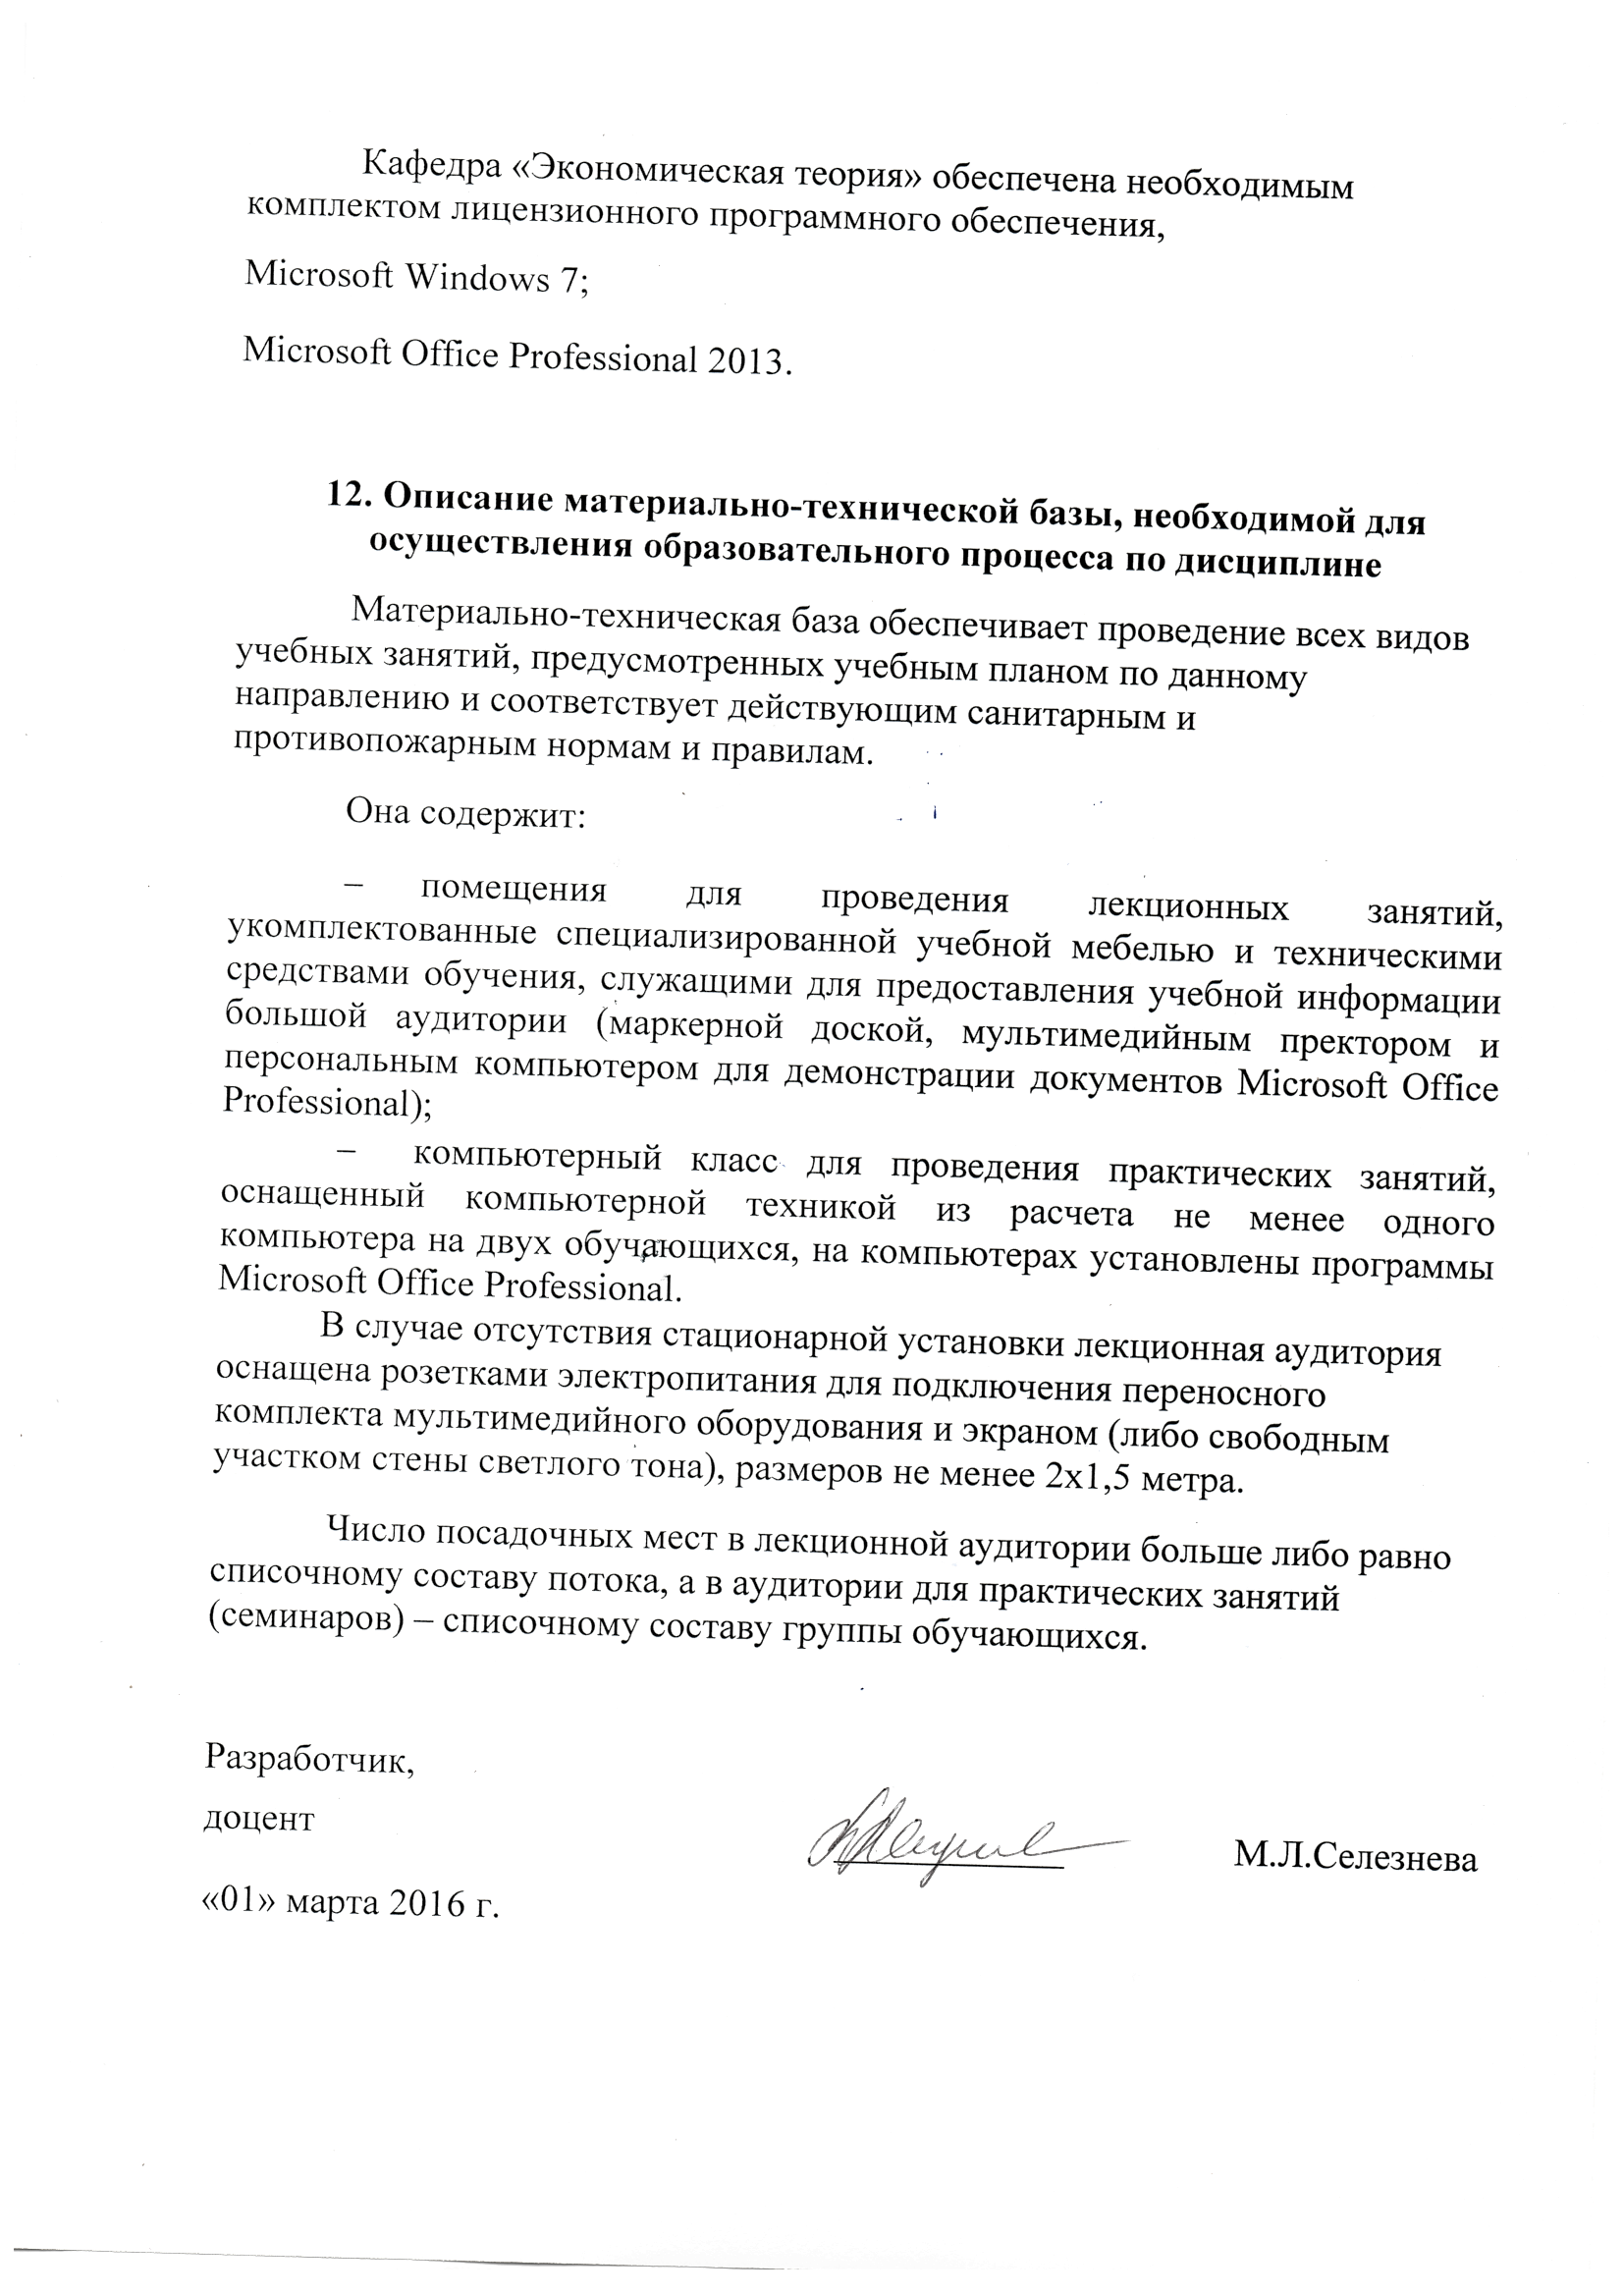 Кафедра «Экономическая теория» обеспечена необходимым
комплектом лицензионного программного обеспечения,
Microsoft Windows 7;
Microsoft Office Professional 2013.
12. Описание материально-технической базы, необходимой для
осуществления образовательного процесса по дисциплине
Материально-техническая база обеспечивает проведение всех видов
учебных занятий, предусмотренных учебным планом по данному
направлению и соответствует действующим санитарным и
противопожарным нормам и правилам.
Она содержит:
– помещения для проведения лекционных занятий,
укомплектованные специализированной учебной мебелью и техническими
средствами обучения, служащими для предоставления учебной информации
большой аудитории (маркерной доской, мультимедийным пректором и
персональным компьютером для демонстрации документов Microsoft Office
Professional);
– компьютерный класс для проведения практических занятий,
оснащенный компьютерной техникой из расчета не менее одного
компьютера на двух обучающихся, на компьютерах установлены программы
Microsoft Office Professional.
В случае отсутствия стационарной установки лекционная аудитория
оснащена розетками электропитания для подключения переносного
комплекта мультимедийного оборудования и экраном (либо свободным
участком стены светлого тона), размеров не менее 2х1,5 метра.
Число посадочных мест в лекционной аудитории больше либо равно
списочному составу потока, а в аудитории для практических занятий
(семинаров) – списочному составу группы обучающихся.
Разработчик,
доцент
М.Л.Селезнева
«01» марта 2016 г.